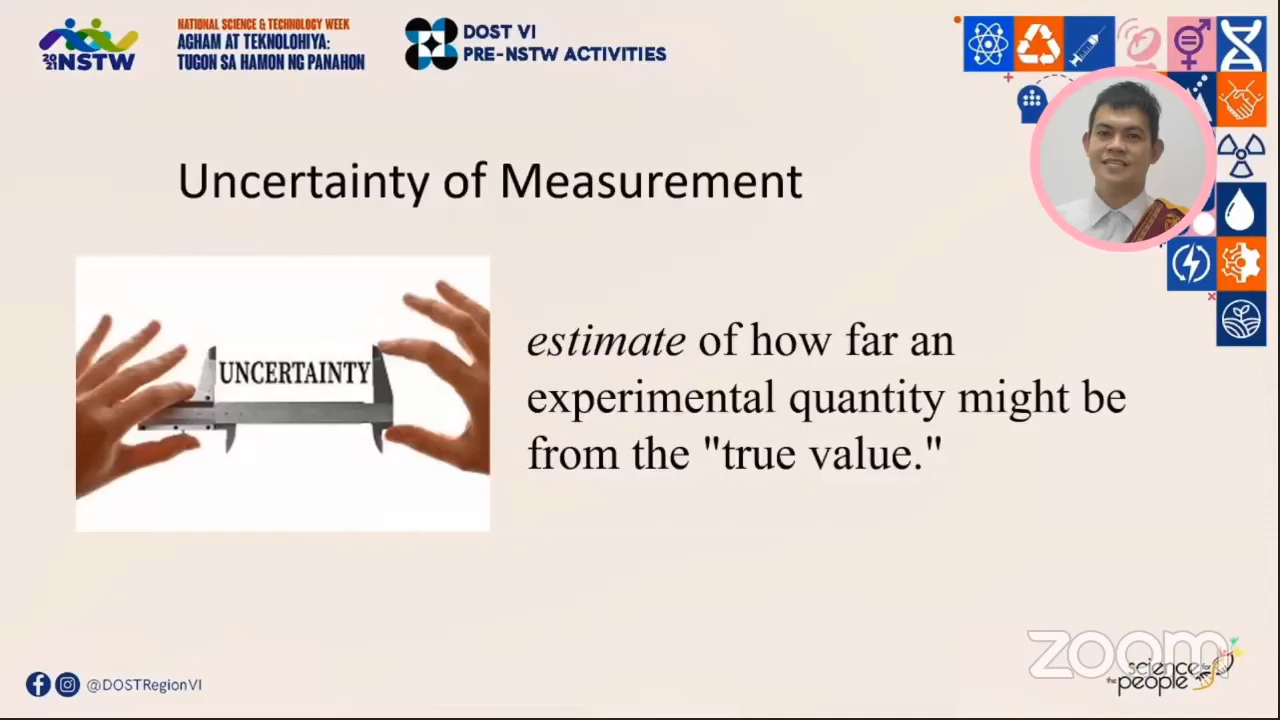 2021 NSTW
NATIONAL SCIENCE & TECHNOLOGY WEEK
AGHAM AT TEKNOLOHIYA:
TUGON SA HAMON NG PANAHON
DOST VI
PRE-NSTW ACTIVITIES
Uncertainty of Measurement
UNCERTAINTY
estimate of how far an
experimental quantity might be
from the "true value."
@DOSTRegionVI
zoom
science for
the people